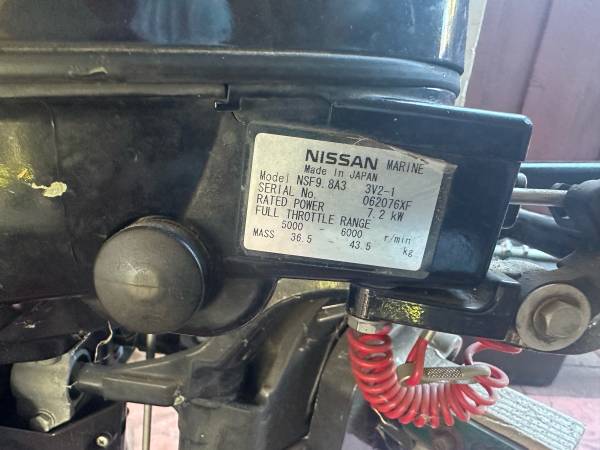 NISSAN MARINE
Made in JAPAN
Model NSF9.8A3 3V2-1
SERIAL No. 062076XF
RATED POWER 7.2 kW
FULL THROTTLE RANGE
5000 - 6000 r/min
MASS 36.5 43.5 kg